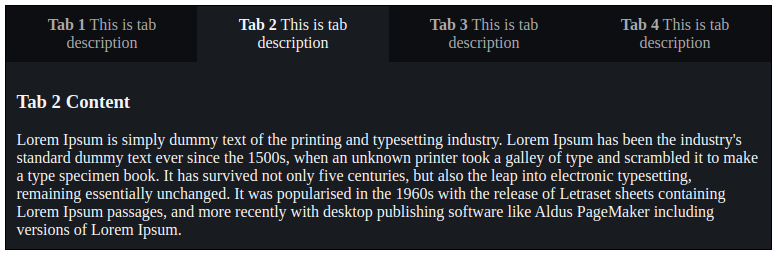 Tab 1 This is tab
description
Tab 2 This is tab
description
Tab 3 This is tab
description
Tab 4 This is tab
description
Tab 2 Content
Lorem Ipsum is simply dummy text of the printing and typesetting industry. Lorem Ipsum has been the industry's
standard dummy text ever since the 1500s, when an unknown printer took a galley of type and scrambled it to make
a type specimen book. It has survived not only five centuries, but also the leap into electronic typesetting,
remaining essentially unchanged. It was popularised in the 1960s with the release of Letraset sheets containing
Lorem Ipsum passages, and more recently with desktop publishing software like Aldus PageMaker including
versions of Lorem Ipsum.